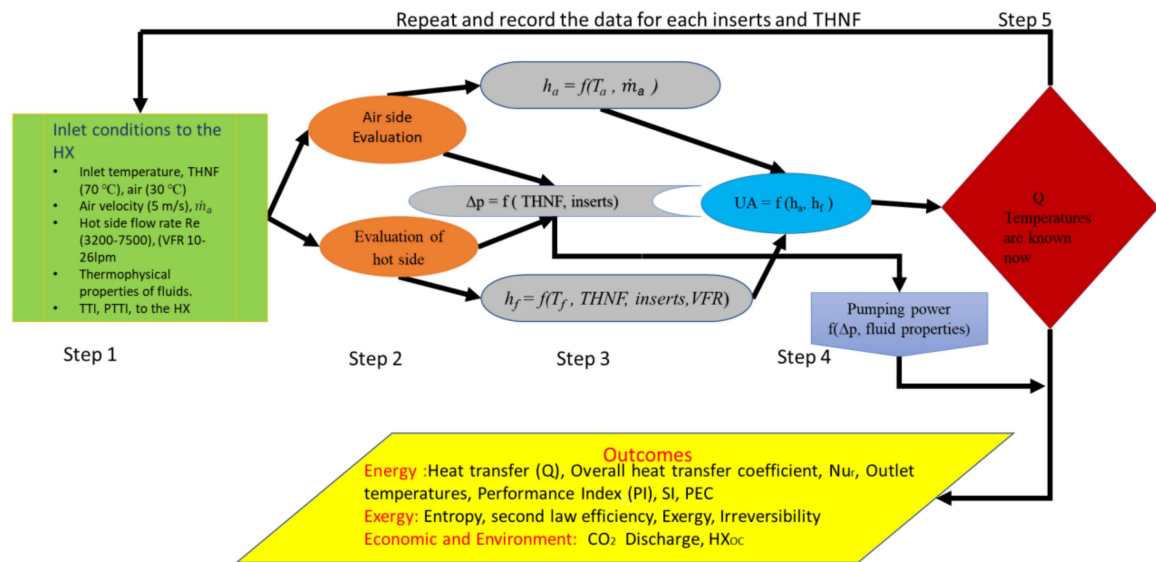 Repeat and record the data for each inserts and THNF
Step 5
Inlet conditions to the
HX
• Inlet temperature, THNF
(70 ℃), air (30 ℃)
• Air velocity (5 m/s), ṁₐ
• Hot side flow rate Re
(3200-7500), (VFR 10-
26lpm
• Thermophysical
properties of fluids.
• TTI, PTTI, to the HX
Step 1
Air side
Evaluation
Evaluation of
hot side
Step 2
hₐ = f(Tₐ , ṁₐ )
Δp = f ( THNF, inserts)
h_f = f(T_f , THNF, inserts,VFR)
Step 3
UA = f (hₐ, h_f )
Step 4
Pumping power
f(Δp, fluid properties)
Q
Temperatures
are known
now
Outcomes
Energy :Heat transfer (Q), Overall heat transfer coefficient, Nuᵣ, Outlet
temperatures, Performance Index (PI), SI, PEC
Exergy: Entropy, second law efficiency, Exergy, Irreversibility
Economic and Environment: CO₂ Discharge, HX_OC